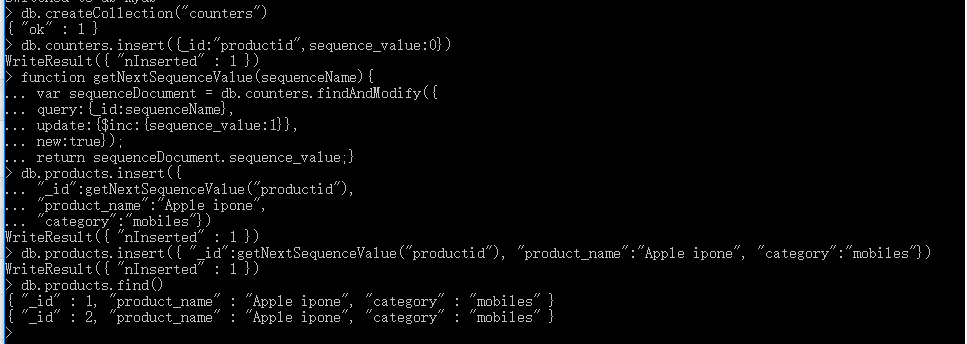 switched to db mydb
> db.createCollection("counters")
{ "ok" : 1 }
> db.counters.insert({_id:"productid",sequence_value:0})
WriteResult({ "nInserted" : 1 })
> function getNextSequenceValue(sequenceName){
... var sequenceDocument = db.counters.findAndModify({
... query:{_id:sequenceName},
... update:{$inc:{sequence_value:1}},
... new:true});
... return sequenceDocument.sequence_value;}
> db.products.insert({
... "_id":getNextSequenceValue("productid"),
... "product_name":"Apple ipone",
... "category":"mobiles"})
WriteResult({ "nInserted" : 1 })
> db.products.insert({ "_id":getNextSequenceValue("productid"), "product_name":"Apple ipone", "category":"mobiles"})
WriteResult({ "nInserted" : 1 })
> db.products.find()
{ "_id" : 1, "product_name" : "Apple ipone", "category" : "mobiles" }
{ "_id" : 2, "product_name" : "Apple ipone", "category" : "mobiles" }
>